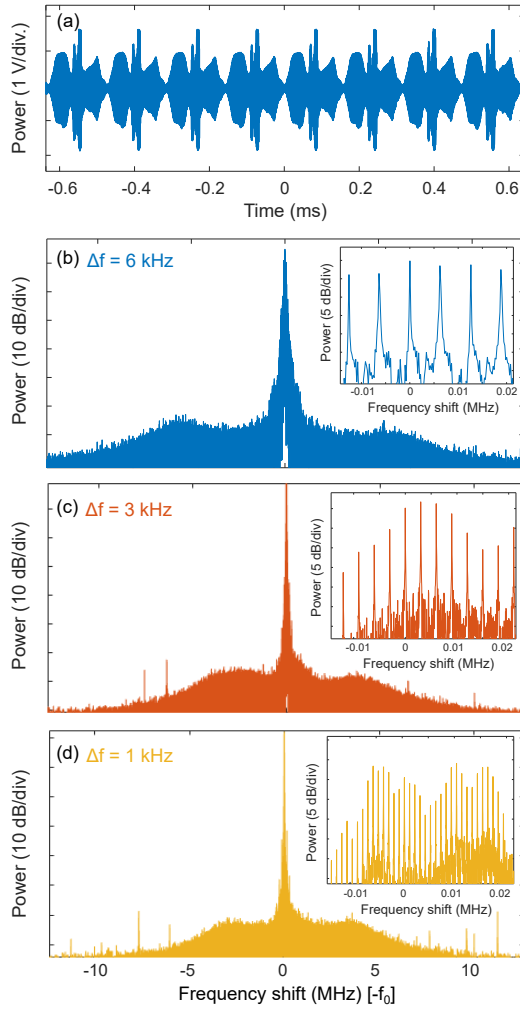 (a)
Power (1 V/div.)
-0.6 -0.4 -0.2 0 0.2 0.4 0.6
Time (ms)
(b) Δf = 6 kHz
Power (10 dB/div)
Power (5 dB/div)
-0.01 0 0.01 0.02
Frequency shift (MHz)
(c) Δf = 3 kHz
Power (10 dB/div)
Power (5 dB/div)
-0.01 0 0.01 0.02
Frequency shift (MHz)
(d) Δf = 1 kHz
Power (10 dB/div)
Power (5 dB/div)
-0.01 0 0.01 0.02
Frequency shift (MHz)
-10 -5 0 5 10
Frequency shift (MHz) [-f₀]